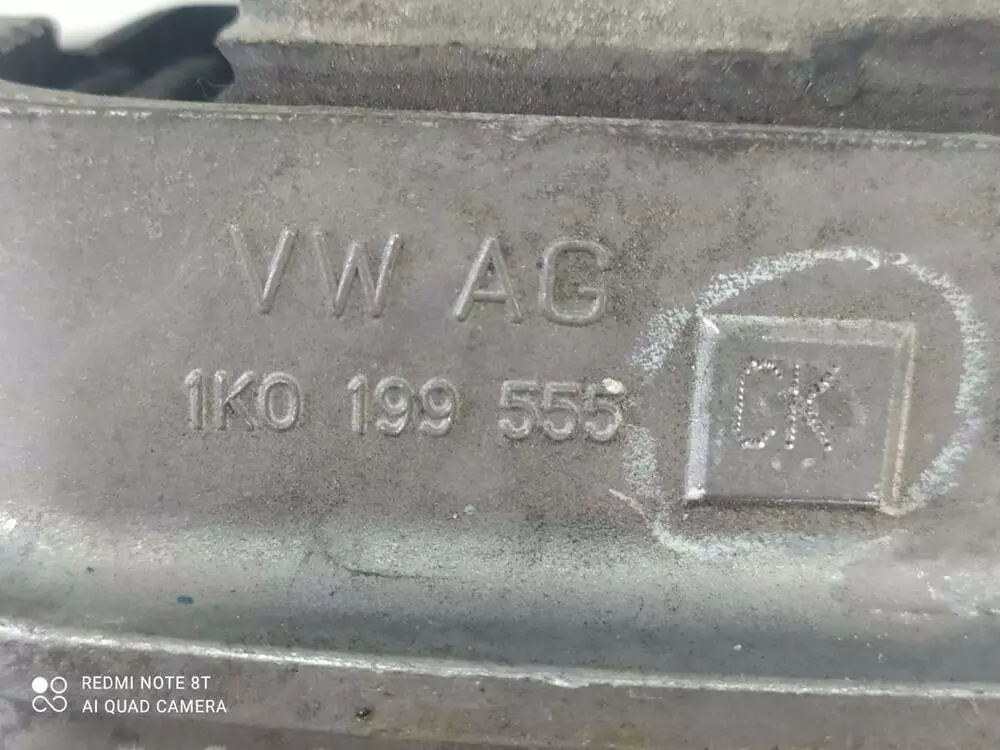 VW AG
1K0 199 555
CK
REDMI NOTE 8T
AI QUAD CAMERA